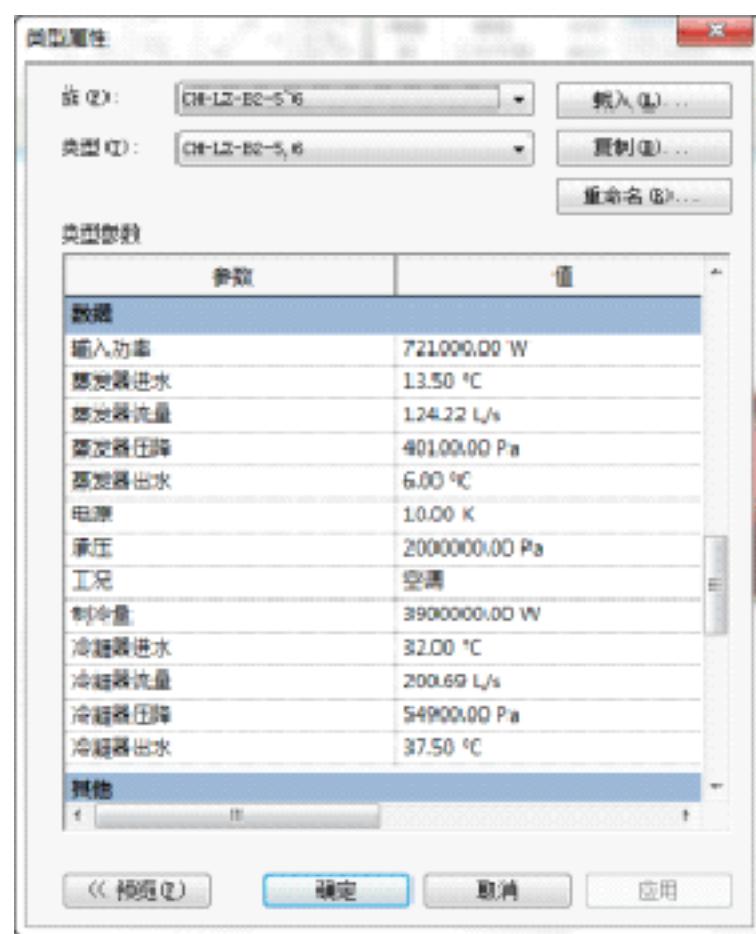 类型属性
族(F): CH-LZ-B2-5~6 载入(L)...
类型(T): CH-LZ-B2-5,6 复制(D)...
重命名(R)...
类型参数
参数 值
数据
输入功率 721000.00 W
蒸发器进水 13.50 °C
蒸发器流量 124.22 L/s
蒸发器压降 40100.00 Pa
蒸发器出水 6.00 °C
电源 10.00 K
承压 2000000.00 Pa
工况 空调
制冷量 3900000.00 W
冷凝器进水 32.00 °C
冷凝器流量 200.69 L/s
冷凝器压降 54900.00 Pa
冷凝器出水 37.50 °C
其他
<< 预览(P) 确定 取消 应用